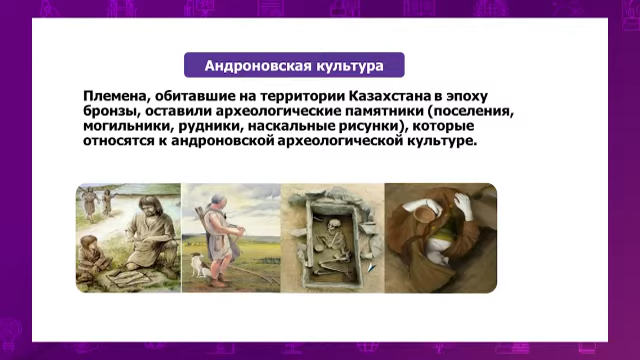 Андроновская культура
Племена, обитавшие на территории Казахстана в эпоху
бронзы, оставили археологические памятники (поселения,
могильники, рудники, наскальные рисунки), которые
относятся к андроновской археологической культуре.